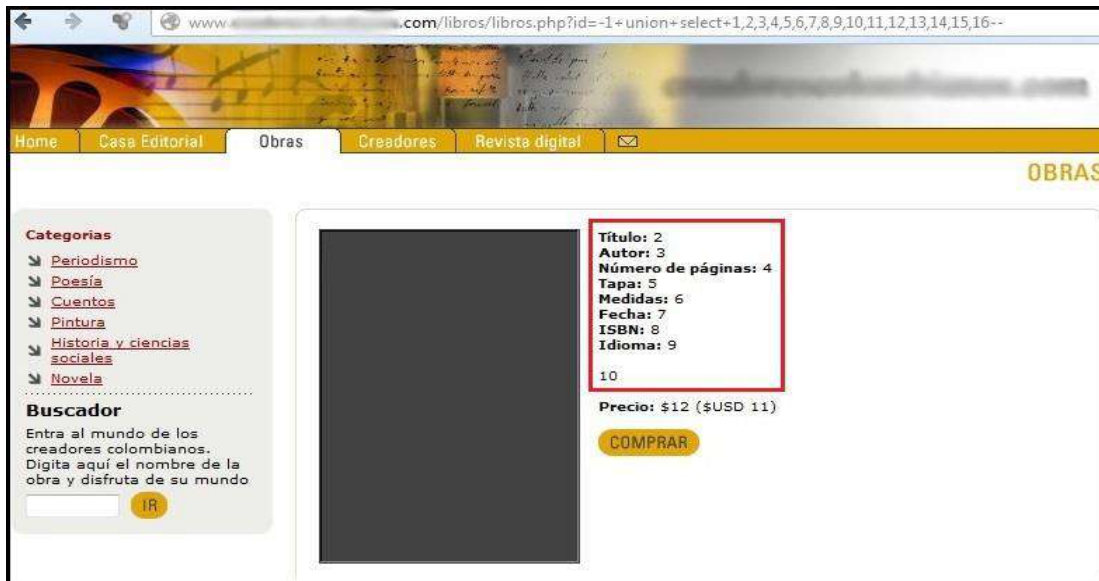 www. .com/libros/libros.php?id=-1+union+select+1,2,3,4,5,6,7,8,9,10,11,12,13,14,15,16--
Home Casa Editorial Obras Creadores Revista digital
OBRAS
Categorias
Periodismo
Poesía
Cuentos
Pintura
Historia y ciencias
sociales
Novela
Buscador
Entra al mundo de los
creadores colombianos.
Digita aquí el nombre de la
obra y disfruta de su mundo
IR
Título: 2
Autor: 3
Número de páginas: 4
Tapa: 5
Medidas: 6
Fecha: 7
ISBN: 8
Idioma: 9
10
Precio: $12 ($USD 11)
COMPRAR